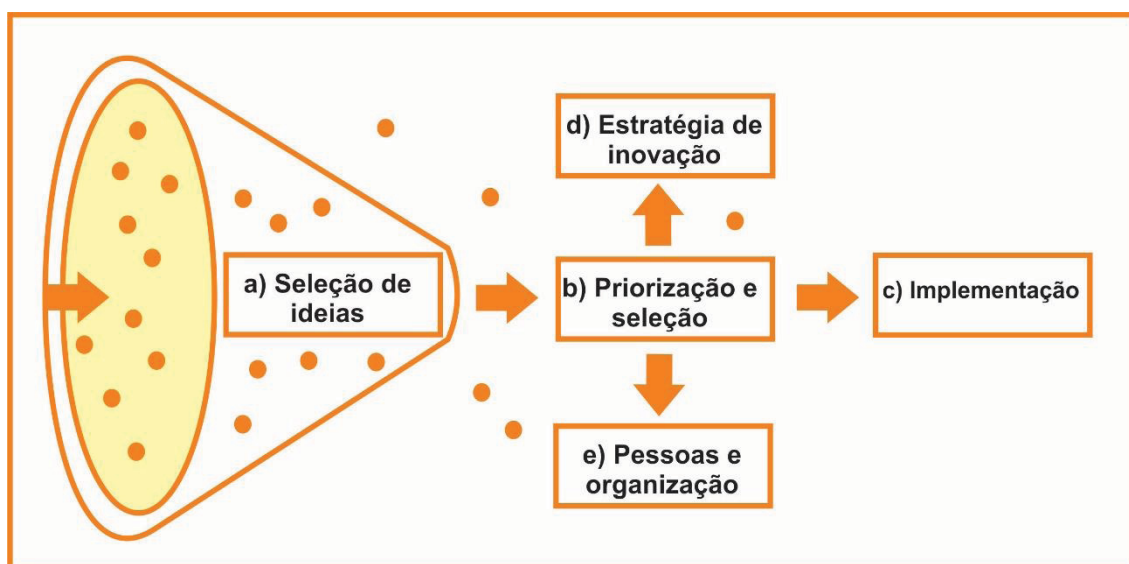 a) Seleção de
ideias
d) Estratégia de
inovação
b) Priorização e
seleção
c) Implementação
e) Pessoas e
organização